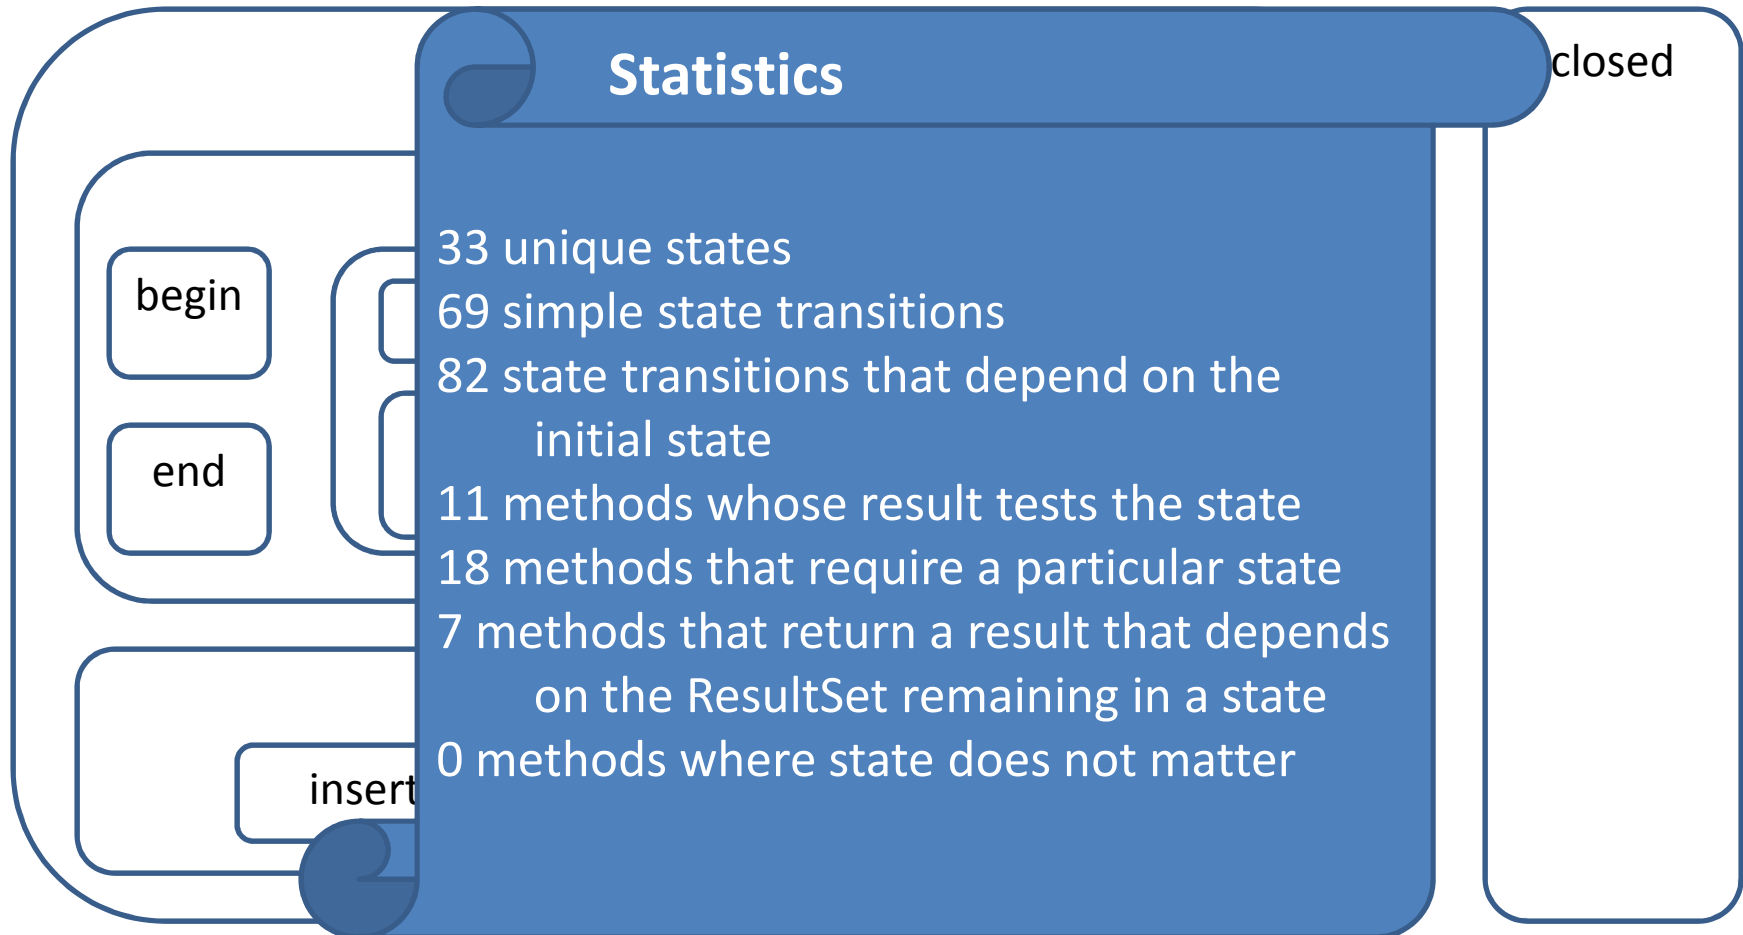 Statistics
closed
33 unique states
begin
69 simple state transitions
82 state transitions that depend on the
initial state
end
11 methods whose result tests the state
18 methods that require a particular state
7 methods that return a result that depends
on the ResultSet remaining in a state
0 methods where state does not matter
insert